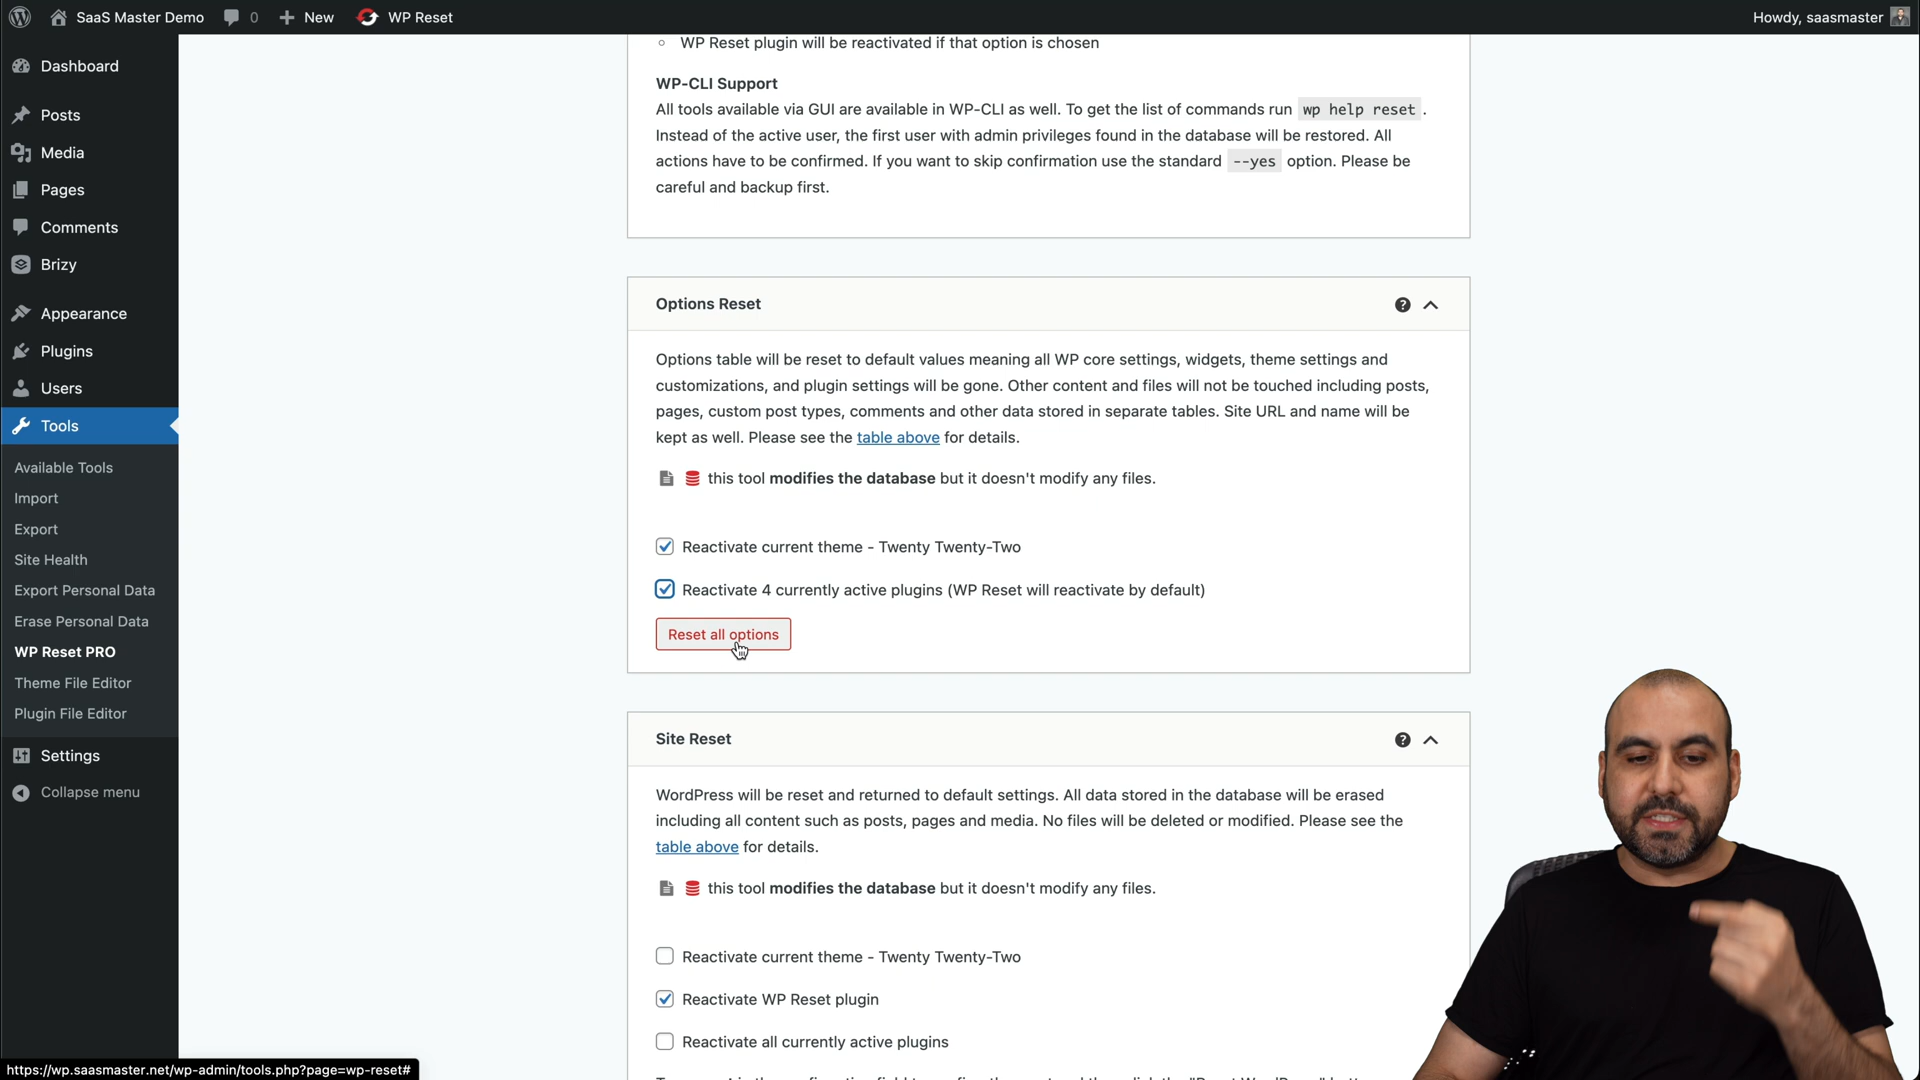 SaaS Master Demo 0 New WP Reset Howdy, saasmaster
Dashboard
Posts
Media
Pages
Comments
Brizy
Appearance
Plugins
Users
Tools
Available Tools
Import
Export
Site Health
Export Personal Data
Erase Personal Data
WP Reset PRO
Theme File Editor
Plugin File Editor
Settings
Collapse menu
WP Reset plugin will be reactivated if that option is chosen
WP-CLI Support
All tools available via GUI are available in WP-CLI as well. To get the list of commands run wp help reset .
Instead of the active user, the first user with admin privileges found in the database will be restored. All
actions have to be confirmed. If you want to skip confirmation use the standard --yes option. Please be
careful and backup first.
Options Reset
Options table will be reset to default values meaning all WP core settings, widgets, theme settings and
customizations, and plugin settings will be gone. Other content and files will not be touched including posts,
pages, custom post types, comments and other data stored in separate tables. Site URL and name will be
kept as well. Please see the table above for details.
this tool modifies the database but it doesn't modify any files.
Reactivate current theme - Twenty Twenty-Two
Reactivate 4 currently active plugins (WP Reset will reactivate by default)
Reset all options
Site Reset
WordPress will be reset and returned to default settings. All data stored in the database will be erased
including all content such as posts, pages and media. No files will be deleted or modified. Please see the
table above for details.
this tool modifies the database but it doesn't modify any files.
Reactivate current theme - Twenty Twenty-Two
Reactivate WP Reset plugin
Reactivate all currently active plugins
https://wp.saasmaster.net/wp-admin/tools.php?page=wp-reset#